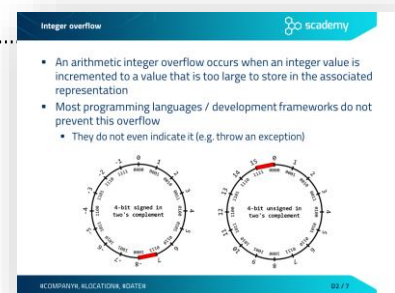 Integer overflow
scademy
An arithmetic integer overflow occurs when an integer value is
incremented to a value that is too large to store in the associated
representation
Most programming languages / development frameworks do not
prevent this overflow
They do not even indicate it (e.g. throw an exception)
4-bit signed in
two's complement
4-bit unsigned in
two's complement
#COMPANY#, #LOCATION#, #DATE#
D2 / 7